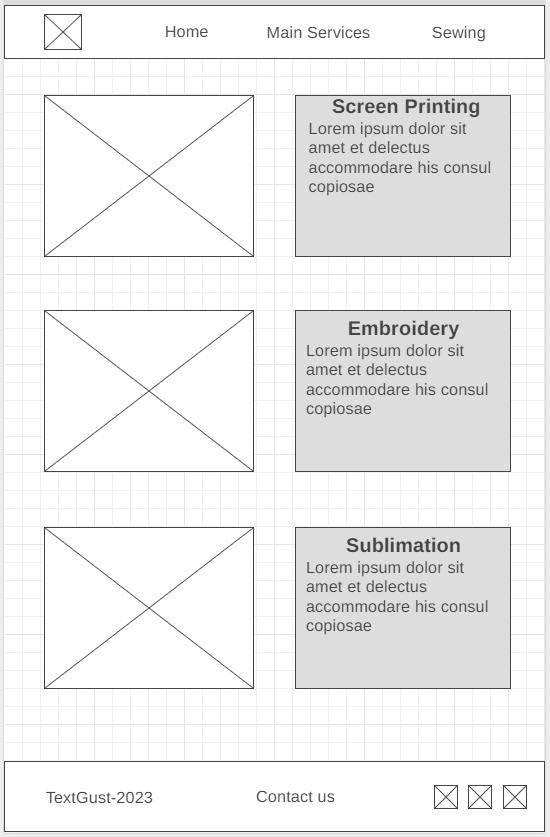 Home Main Services Sewing
Screen Printing
Lorem ipsum dolor sit
amet et delectus
accommodare his consul
copiosae
Embroidery
Lorem ipsum dolor sit
amet et delectus
accommodare his consul
copiosae
Sublimation
Lorem ipsum dolor sit
amet et delectus
accommodare his consul
copiosae
TextGust-2023 Contact us